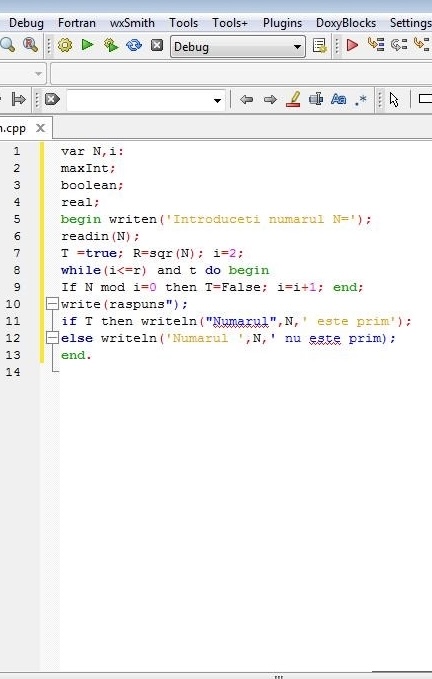 Debug Fortran wxSmith Tools Tools+ Plugins DoxyBlocks Settings
Debug
Aa .*
n.cpp X
1 var N,i:
2 maxInt;
3 boolean;
4 real;
5 begin writen('Introduceti numarul N=');
6 readin(N);
7 T =true; R=sqr(N); i=2;
8 while(i<=r) and t do begin
9 If N mod i=0 then T=False; i=i+1; end;
10 write(raspuns");
11 if T then writeln("Numarul",N,' este prim');
12 else writeln('Numarul ',N,' nu este prim);
13 end.
14